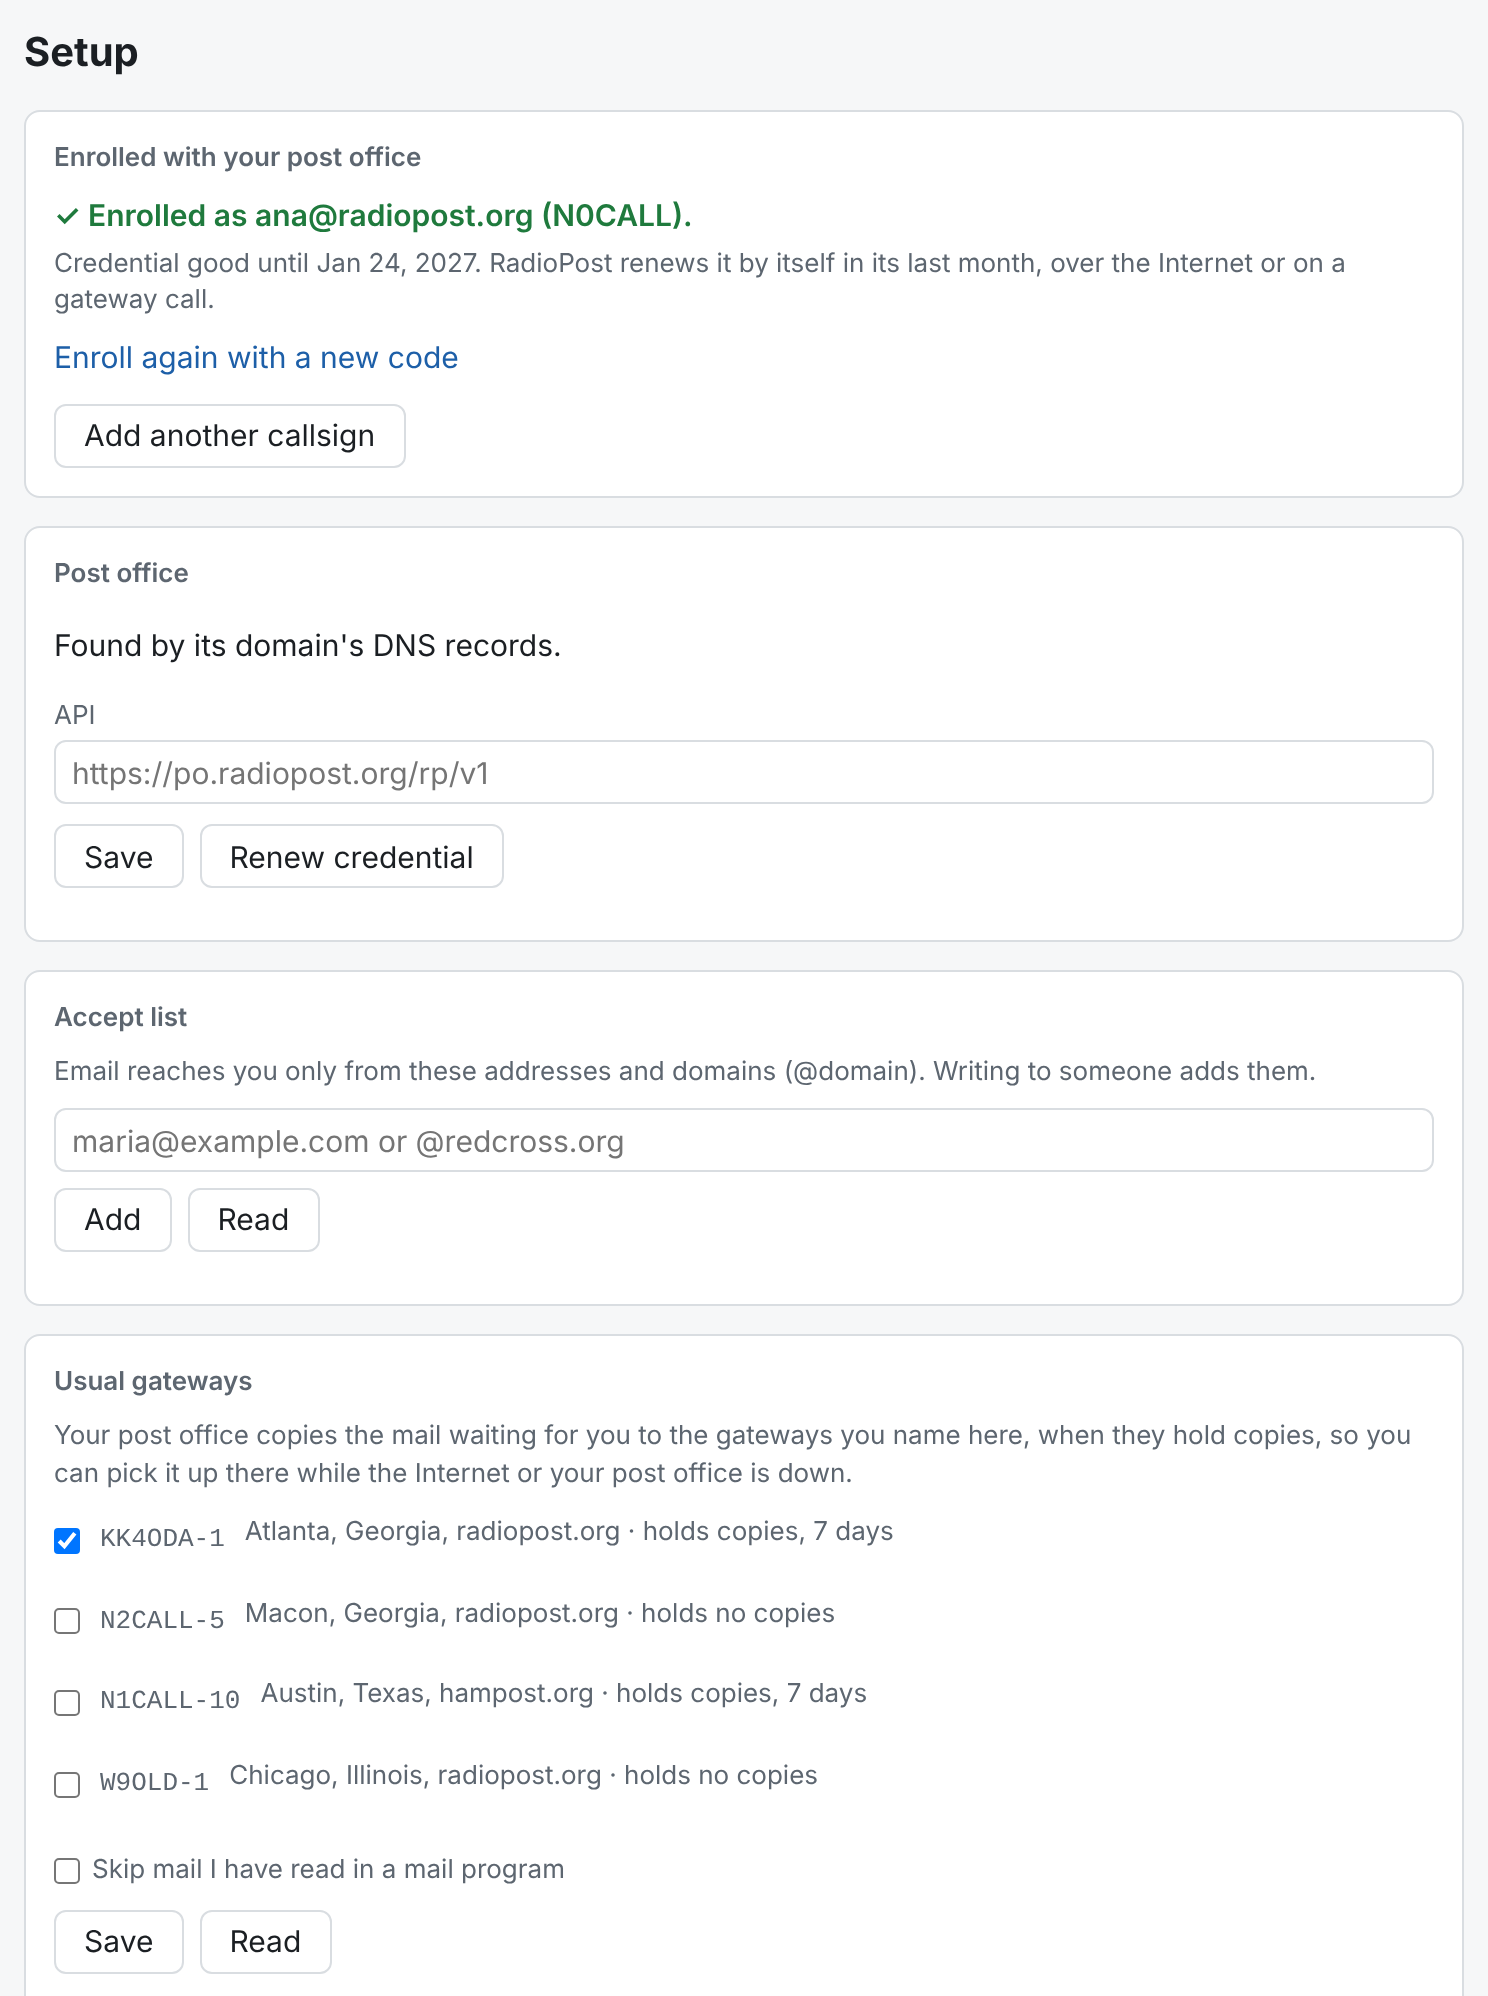 Setup
Enrolled with your post office
✓ Enrolled as ana@radiopost.org (N0CALL).
Credential good until Jan 24, 2027. RadioPost renews it by itself in its last month, over the Internet or on a
gateway call.
Enroll again with a new code
Add another callsign
Post office
Found by its domain's DNS records.
API
https://po.radiopost.org/rp/v1
Save Renew credential
Accept list
Email reaches you only from these addresses and domains (@domain). Writing to someone adds them.
maria@example.com or @redcross.org
Add Read
Usual gateways
Your post office copies the mail waiting for you to the gateways you name here, when they hold copies, so you
can pick it up there while the Internet or your post office is down.
KK4ODA-1 Atlanta, Georgia, radiopost.org · holds copies, 7 days
N2CALL-5 Macon, Georgia, radiopost.org · holds no copies
N1CALL-10 Austin, Texas, hampost.org · holds copies, 7 days
W9OLD-1 Chicago, Illinois, radiopost.org · holds no copies
Skip mail I have read in a mail program
Save Read